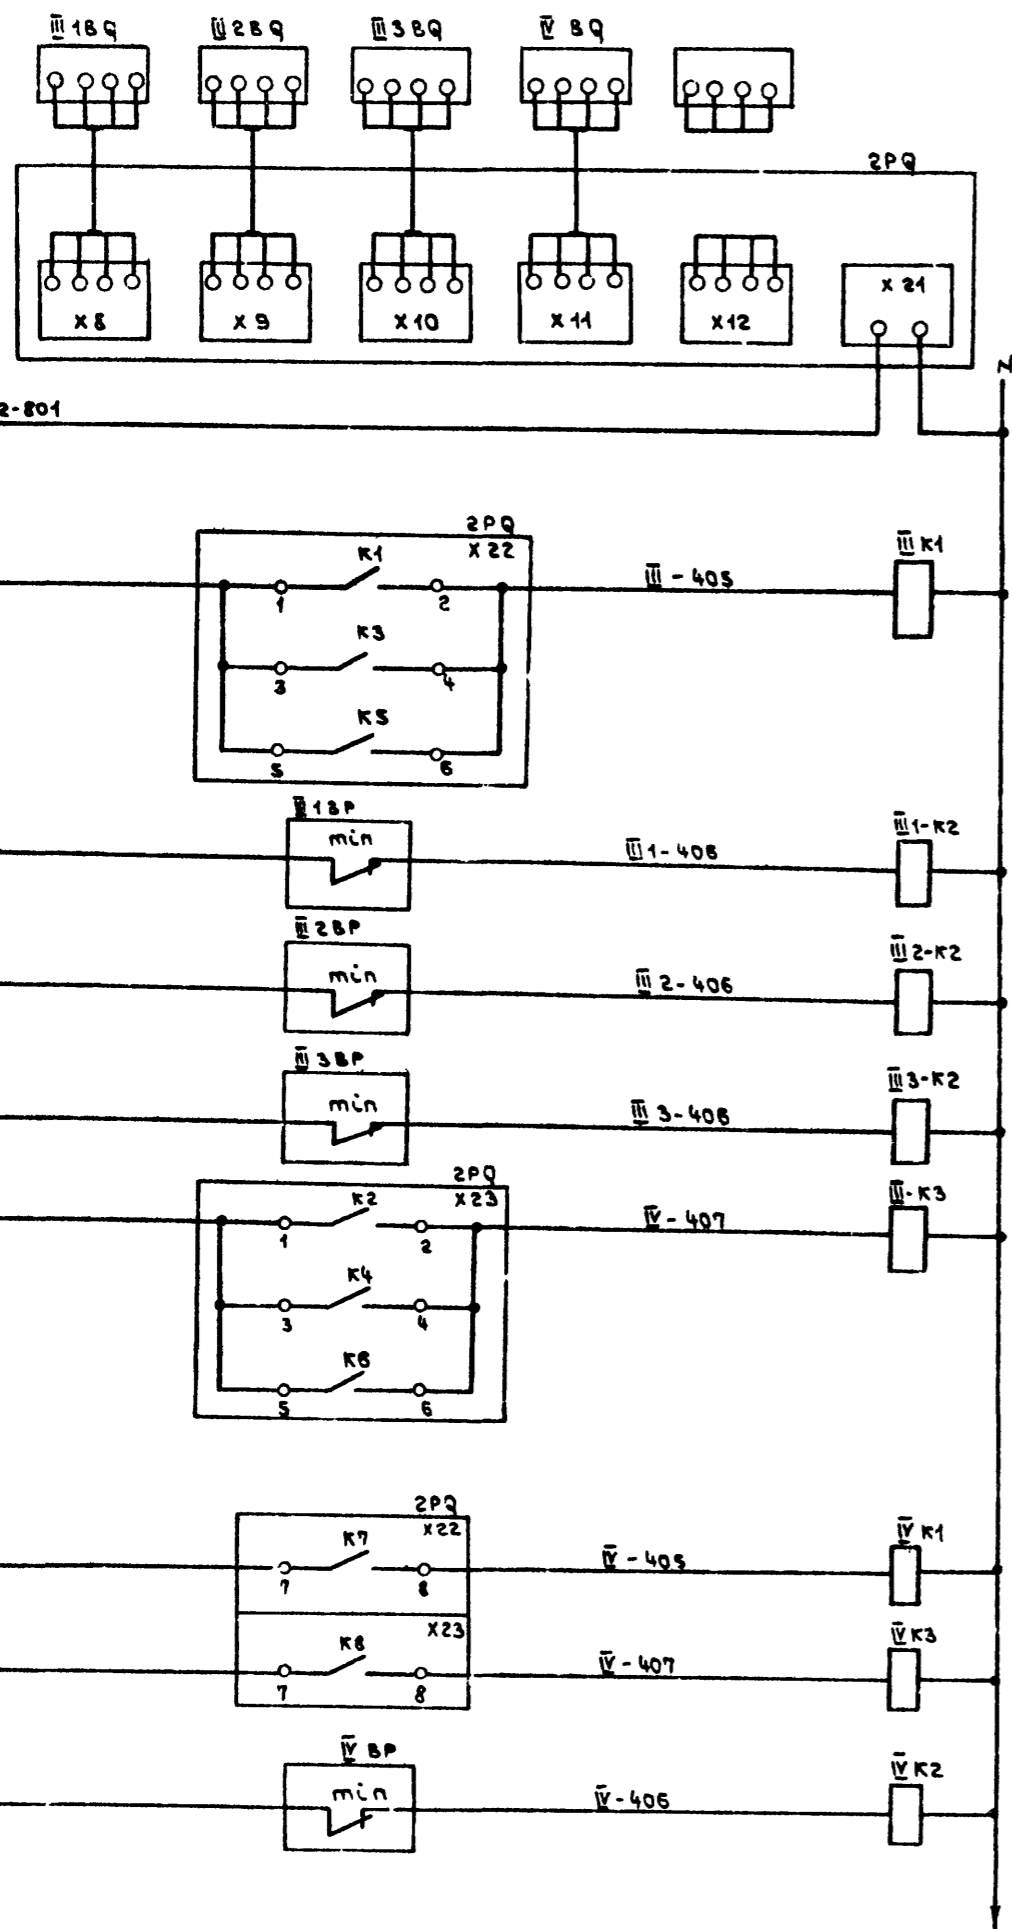 III 1BQ III 2BQ III 3BQ IV BQ
2PQ
X8 X9 X10 X11 X12 X21
N
2-801
2PQ
X22
K1
1 2
III - 405
III K1
K3
3 4
K5
5 6
III 1BP
min
III 1-406
III 1-K2
III 2BP
min
III 2-406
III 2-K2
III 3BP
min
III 3-406
III 3-K2
2PQ
X23
K2
1 2
IV - 407
III - K3
K4
3 4
K6
5 6
2PQ
X22
K7
7 8
IV - 405
IV K1
X23
K8
7 8
IV - 407
IV K3
IV BP
min
IV - 406
IV K2